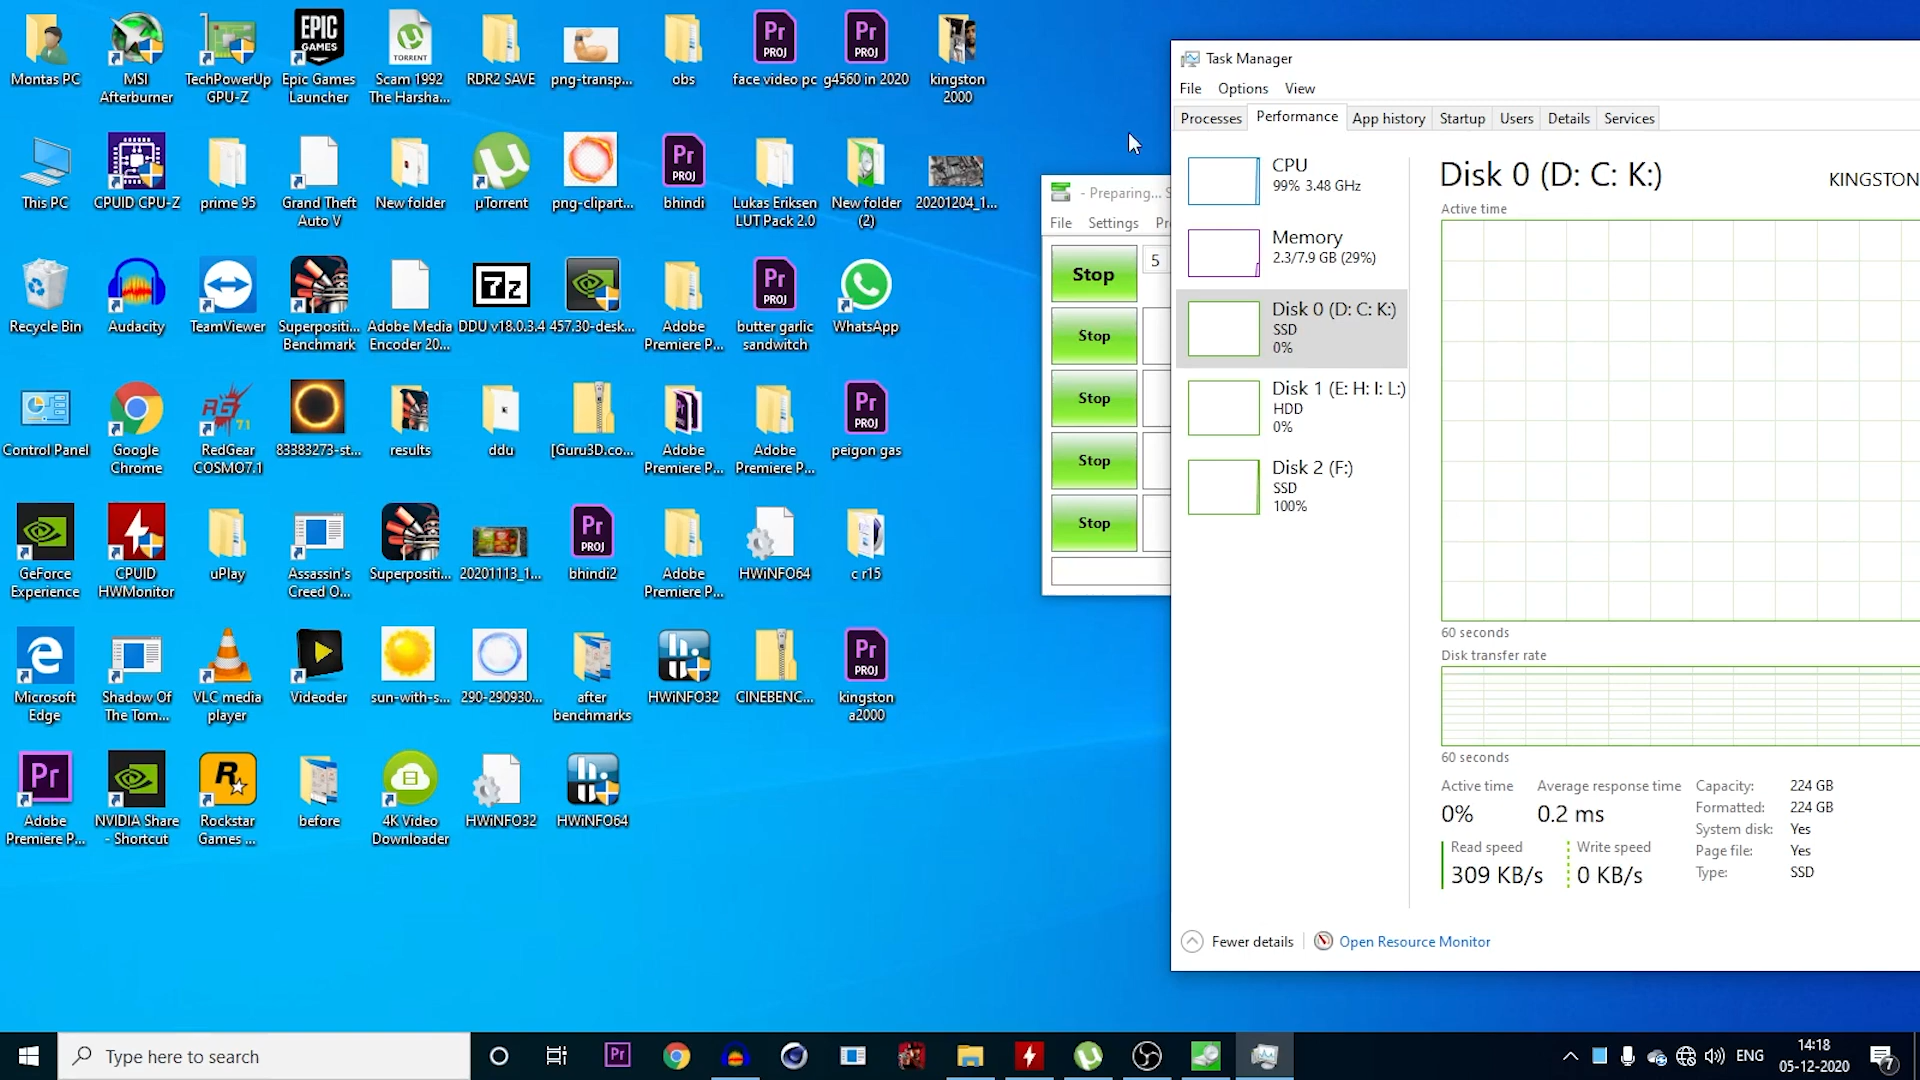 Montas PC
MSI
Afterburner
TechPowerUp
GPU-Z
EPIC
GAMES
Epic Games
Launcher
TORRENT
Scam 1992
The Harsha...
RDR2 SAVE
png-transp...
obs
Pr
PROJ
face video pc
Pr
PROJ
g4560 in 2020
kingston
2000
This PC
CPUID CPU-Z
prime 95
Grand Theft
Auto V
New folder
µTorrent
png-clipart...
Pr
PROJ
bhindi
Lukas Eriksen
LUT Pack 2.0
New folder
(2)
20201204_1...
Recycle Bin
Audacity
TeamViewer
Superpositi...
Benchmark
Adobe Media
Encoder 20...
7z
DDU v18.0.3.4
457.30-desk...
Adobe
Premiere P...
Pr
PROJ
butter garlic
sandwitch
WhatsApp
Control Panel
Google
Chrome
7.1
RedGear
COSMO7.1
83383273-st...
results
ddu
[Guru3D.co...
Adobe
Premiere P...
Adobe
Premiere P...
Pr
PROJ
peigon gas
GeForce
Experience
CPUID
HWMonitor
uPlay
Assassin's
Creed O...
Superpositi...
20201113_1...
Pr
PROJ
bhindi2
Adobe
Premiere P...
HWiNFO64
c r15
Microsoft
Edge
Shadow Of
The Tom...
VLC media
player
Videoder
sun-with-s...
290-290930...
after
benchmarks
HWiNFO32
CINEBENC...
Pr
PROJ
kingston
a2000
Pr
Adobe
Premiere P...
NVIDIA Share
- Shortcut
R
Rockstar
Games ...
before
4K Video
Downloader
HWiNFO32
HWiNFO64
- Preparing...
File Settings
Stop 5
Stop
Stop
Stop
Stop
Task Manager
File Options View
Processes Performance App history Startup Users Details Services
CPU
99% 3.48 GHz
Memory
2.3/7.9 GB (29%)
Disk 0 (D: C: K:)
SSD
0%
Disk 1 (E: H: I: L:)
HDD
0%
Disk 2 (F:)
SSD
100%
Disk 0 (D: C: K:) KINGSTON
Active time
60 seconds
Disk transfer rate
60 seconds
Active time
0%
Average response time
0.2 ms
Read speed
309 KB/s
Write speed
0 KB/s
Capacity: 224 GB
Formatted: 224 GB
System disk: Yes
Page file: Yes
Type: SSD
Fewer details Open Resource Monitor
Type here to search
Pr
ENG
14:18
05-12-2020
7